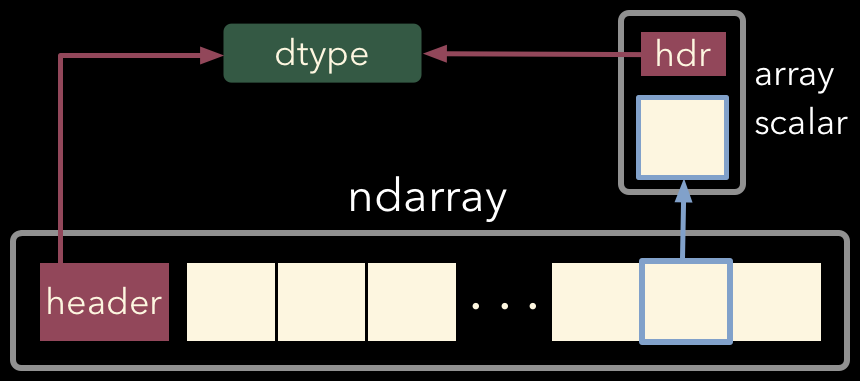 dtype
hdr
array
scalar
ndarray
header
. . .